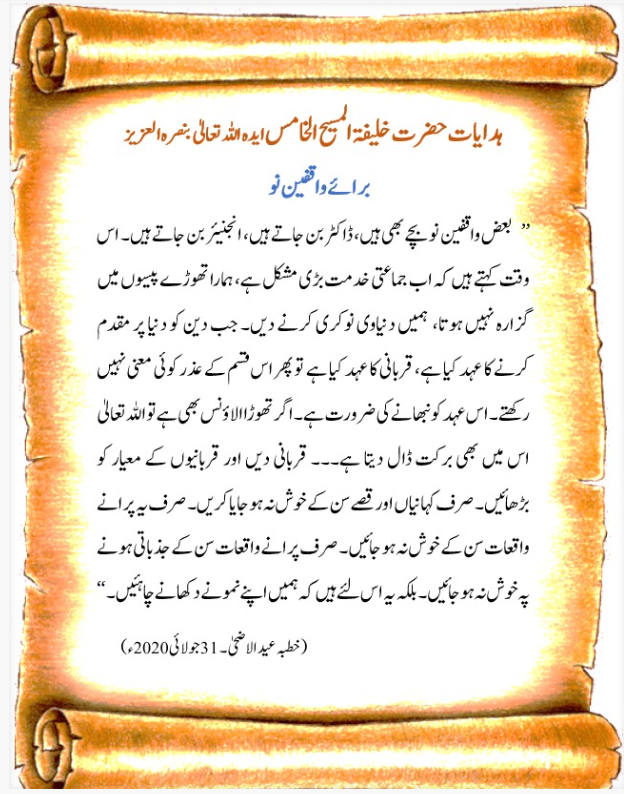 ہدایات حضرت خلیفۃ المسیح الخامس ایدہ اللہ تعالیٰ بنصرہ العزیز
برائے واقفین نو
” بعض واقفین نو بچے بھی ہیں، ڈاکٹر بن جاتے ہیں، انجنیئر بن جاتے ہیں۔ اس
وقت کہتے ہیں کہ اب جماعتی خدمت بڑی مشکل ہے، ہمارا تھوڑے پیسوں میں
گزارہ نہیں ہوتا، ہمیں دنیاوی نوکری کرنے دیں۔ جب دین کو دنیا پر مقدم
کرنے کا عہد کیا ہے، قربانی کا عہد کیا ہے تو پھر اس قسم کے عذر کوئی معنی نہیں
رکھتے۔ اس عہد کو نبھانے کی ضرورت ہے۔ اگر تھوڑا الاؤنس بھی ہے تو اللہ تعالیٰ
اس میں بھی برکت ڈال دیتا ہے۔۔۔ قربانی دیں اور قربانیوں کے معیار کو
بڑھائیں۔ صرف کہانیاں اور قصے سن کے خوش نہ ہو جایا کریں۔ صرف یہ پرانے
واقعات سن کے خوش نہ ہو جائیں۔ صرف پرانے واقعات سن کے جذباتی ہونے
پہ خوش نہ ہو جائیں۔ بلکہ یہ اس لئے ہیں کہ ہمیں اپنے نمونے دکھانے چاہئیں۔“
(خطبہ عید الاضحیٰ۔ 31 جولائی 2020ء)